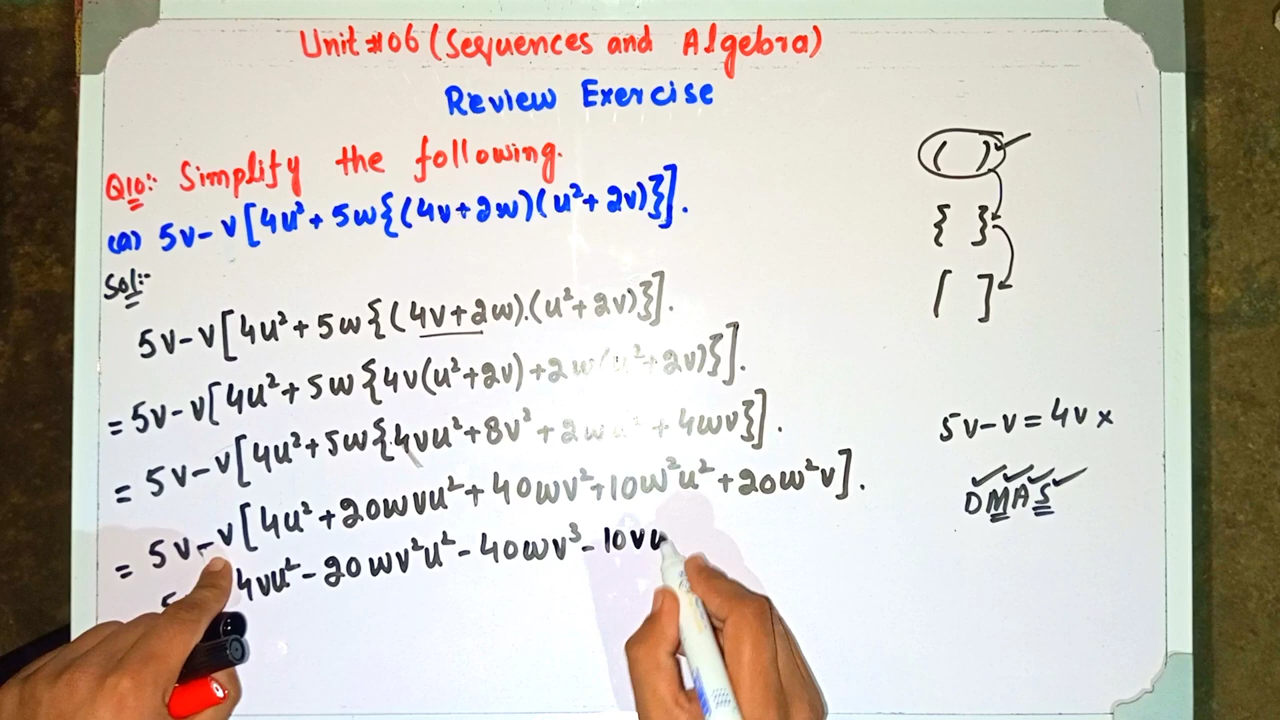 Unit #06 (Sequences and Algebra)
Review Exercise
Q10:- Simplify the following.
(a) 5v-v[4u²+5w{(4v+2w)(u²+2v)}].
Sol:-
5v-v[4u²+5w{(4v+2w).(u²+2v)}].
=5v-v[4u²+5w{4v(u²+2v)+2w(u²+2v)}].
=5v-v[4u²+5w{4vu²+8v²+2wu²+4wv}].
=5v-v[4u²+20wvu²+40wv²+10w²u²+20w²v].
4vu²-20wv²u²-40wv³-10vw
( )
{ }
[ ]
5v-v=4v×
DMAS